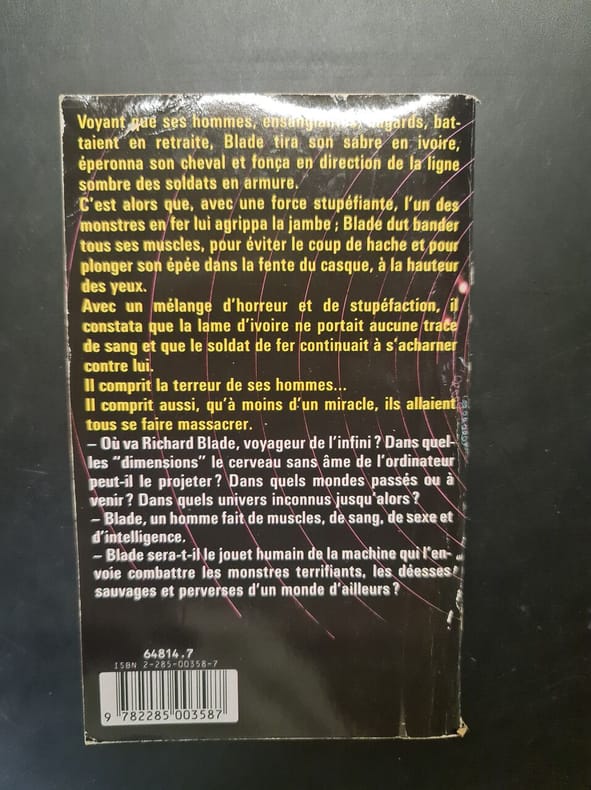 Voyant que ses hommes, hagards, bat-
taient en retraite, Blade tira son sabre en ivoire,
éperonna son cheval et fonça en direction de la ligne
sombre des soldats en armure.
C'est alors que, avec une force stupéfiante, l'un des
monstres en fer lui agrippa la jambe ; Blade dut bander
tous ses muscles, pour éviter le coup de hache et pour
plonger son épée dans la fente du casque, à la hauteur
des yeux.
Avec un mélange d'horreur et de stupéfaction, il
constata que la lame d'ivoire ne portait aucune trace
de sang et que le soldat de fer continuait à s'acharner
contre lui.
Il comprit la terreur de ses hommes...
Il comprit aussi, qu'à moins d'un miracle, ils allaient
tous se faire massacrer.
– Où va Richard Blade, voyageur de l'infini ? Dans quel-
les "dimensions" le cerveau sans âme de l'ordinateur
peut-il le projeter ? Dans quels mondes passés ou à
venir ? Dans quels univers inconnus jusqu'alors ?
– Blade, un homme fait de muscles, de sang, de sexe et
d'intelligence.
– Blade sera-t-il le jouet humain de la machine qui l'en-
voie combattre les monstres terrifiants, les déesses
sauvages et perverses d'un monde d'ailleurs ?
64814.7
ISBN 2-285-00358-7
9 782285 003587